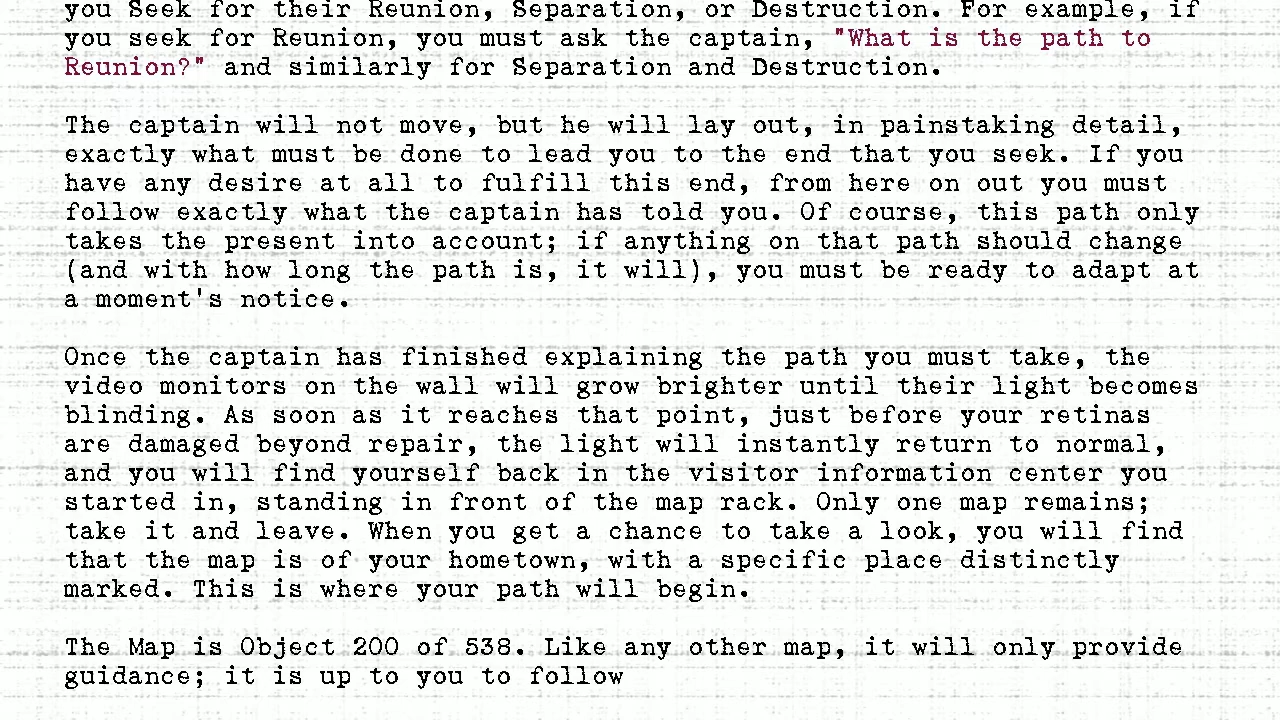 you Seek for their Reunion, Separation, or Destruction. For example, if
you seek for Reunion, you must ask the captain, "What is the path to
Reunion?" and similarly for Separation and Destruction.
The captain will not move, but he will lay out, in painstaking detail,
exactly what must be done to lead you to the end that you seek. If you
have any desire at all to fulfill this end, from here on out you must
follow exactly what the captain has told you. Of course, this path only
takes the present into account; if anything on that path should change
(and with how long the path is, it will), you must be ready to adapt at
a moment's notice.
Once the captain has finished explaining the path you must take, the
video monitors on the wall will grow brighter until their light becomes
blinding. As soon as it reaches that point, just before your retinas
are damaged beyond repair, the light will instantly return to normal,
and you will find yourself back in the visitor information center you
started in, standing in front of the map rack. Only one map remains;
take it and leave. When you get a chance to take a look, you will find
that the map is of your hometown, with a specific place distinctly
marked. This is where your path will begin.
The Map is Object 200 of 538. Like any other map, it will only provide
guidance; it is up to you to follow